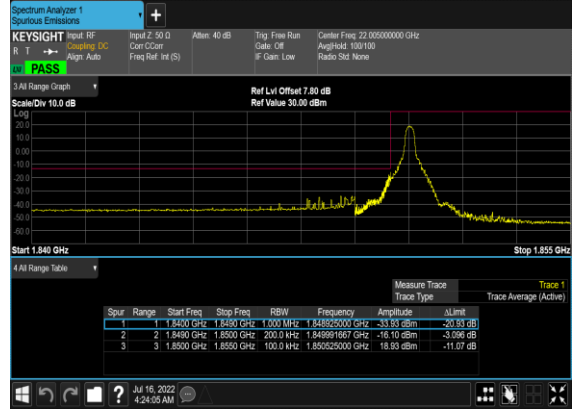 Spectrum Analyzer 1
Spurious Emissions
KEYSIGHT Input: RF Input Z: 50 Ω Atten: 40 dB Trig: Free Run Center Freq: 22.005000000 GHz
R T Coupling: DC Corr CCorr Gate: Off Avg|Hold: 100/100
Align: Auto Freq Ref: Int (S) IF Gain: Low Radio Std: None
PASS
3 All Range Graph
Ref Lvl Offset 7.80 dB
Scale/Div 10.0 dB Ref Value 30.00 dBm
Log
20.0
10.0
0.00
-10.0
-20.0
-30.0
-40.0
-50.0
-60.0
Start 1.840 GHz Stop 1.855 GHz
4 All Range Table
Measure Trace Trace 1
Trace Type Trace Average (Active)
Spur Range Start Freq Stop Freq RBW Frequency Amplitude ΔLimit
1 1 1.8400 GHz 1.8490 GHz 1.000 MHz 1.848925000 GHz -33.93 dBm -20.93 dB
2 2 1.8490 GHz 1.8500 GHz 200.0 kHz 1.849991667 GHz -16.10 dBm -3.096 dB
3 3 1.8500 GHz 1.8550 GHz 100.0 kHz 1.850525000 GHz 18.93 dBm -11.07 dB
? Jul 16, 2022
4:24:05 AM